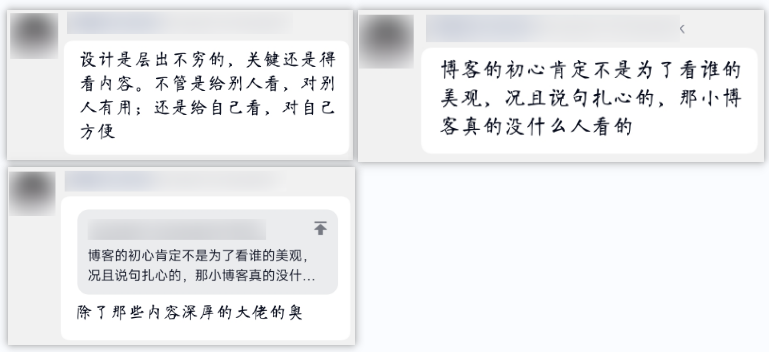 设计是层出不穷的，关键还是得
看内容。不管是给别人看，对别
人有用；还是给自己看，对自己
方便
博客的初心肯定不是为了看谁的
美观，况且说句扎心的，那小博
客真的没什么人看的
博客的初心肯定不是为了看谁的美观，
况且说句扎心的，那小博客真的没什...
除了那些内容深厚的大佬的奥